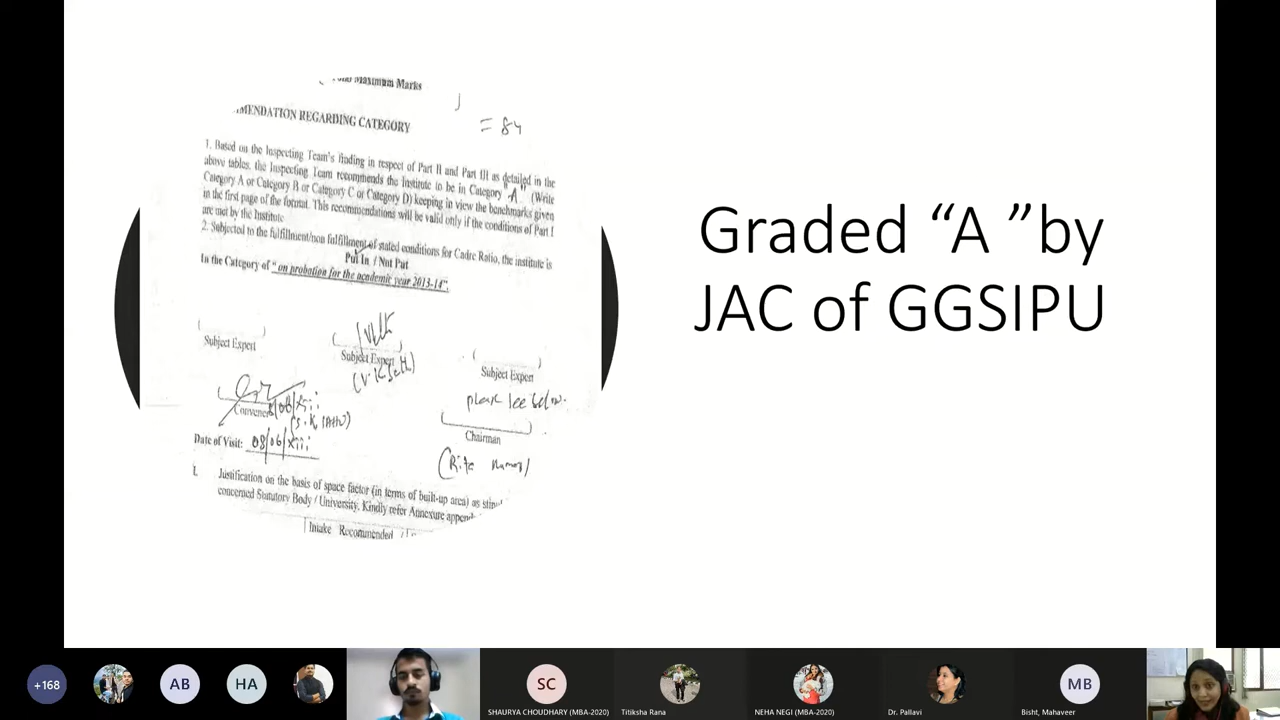 Maximum Marks
MENDATION REGARDING CATEGORY
= 84
1. Based on the Inspecting Team's finding in respect of Part II and Part III as detailed in the
above tables, the Inspecting Team recommends the Institute to be in Category "A" (Write
Category A or Category B or Category C or Category D) keeping in view the benchmarks given
in the first page of the format. This recommendations will be valid only if the conditions of Part I
are met by the Institute
2. Subjected to the fulfillment/non fulfillment of stated conditions for Cadre Ratio, the institute is
Put In / Not Put
In the Category of "on probation for the academic year 2013-14".
Subject Expert
Subject Expert
Subject Expert
please see below.
Convener
Chairman
Date of Visit: 08/06/xiii
I. Justification on the basis of space factor (in terms of built-up area) as
concerned Statutory Body / University. Kindly refer Annexure
Intake Recommended /
Graded “A ”by
JAC of GGSIPU
+168
AB
HA
SC
MB
SHAURYA CHOUDHARY (MBA-2020)
Titiksha Rana
NEHA NEGI (MBA-2020)
Dr. Pallavi
Bisht, Mahaveer